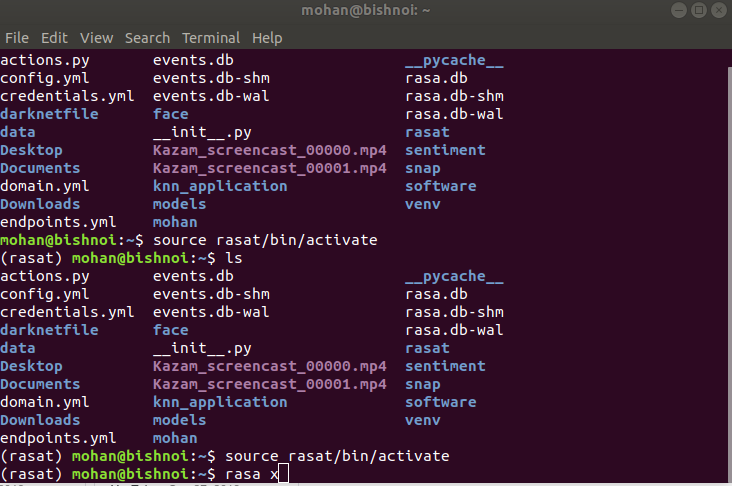 mohan@bishnoi: ~
File Edit View Search Terminal Help
actions.py events.db __pycache__
config.yml events.db-shm rasa.db
credentials.yml events.db-wal rasa.db-shm
darknetfile face rasa.db-wal
data __init__.py rasat
Desktop Kazam_screencast_00000.mp4 sentiment
Documents Kazam_screencast_00001.mp4 snap
domain.yml knn_application software
Downloads models venv
endpoints.yml mohan
mohan@bishnoi:~$ source rasat/bin/activate
(rasat) mohan@bishnoi:~$ ls
actions.py events.db __pycache__
config.yml events.db-shm rasa.db
credentials.yml events.db-wal rasa.db-shm
darknetfile face rasa.db-wal
data __init__.py rasat
Desktop Kazam_screencast_00000.mp4 sentiment
Documents Kazam_screencast_00001.mp4 snap
domain.yml knn_application software
Downloads models venv
endpoints.yml mohan
(rasat) mohan@bishnoi:~$ source rasat/bin/activate
(rasat) mohan@bishnoi:~$ rasa x